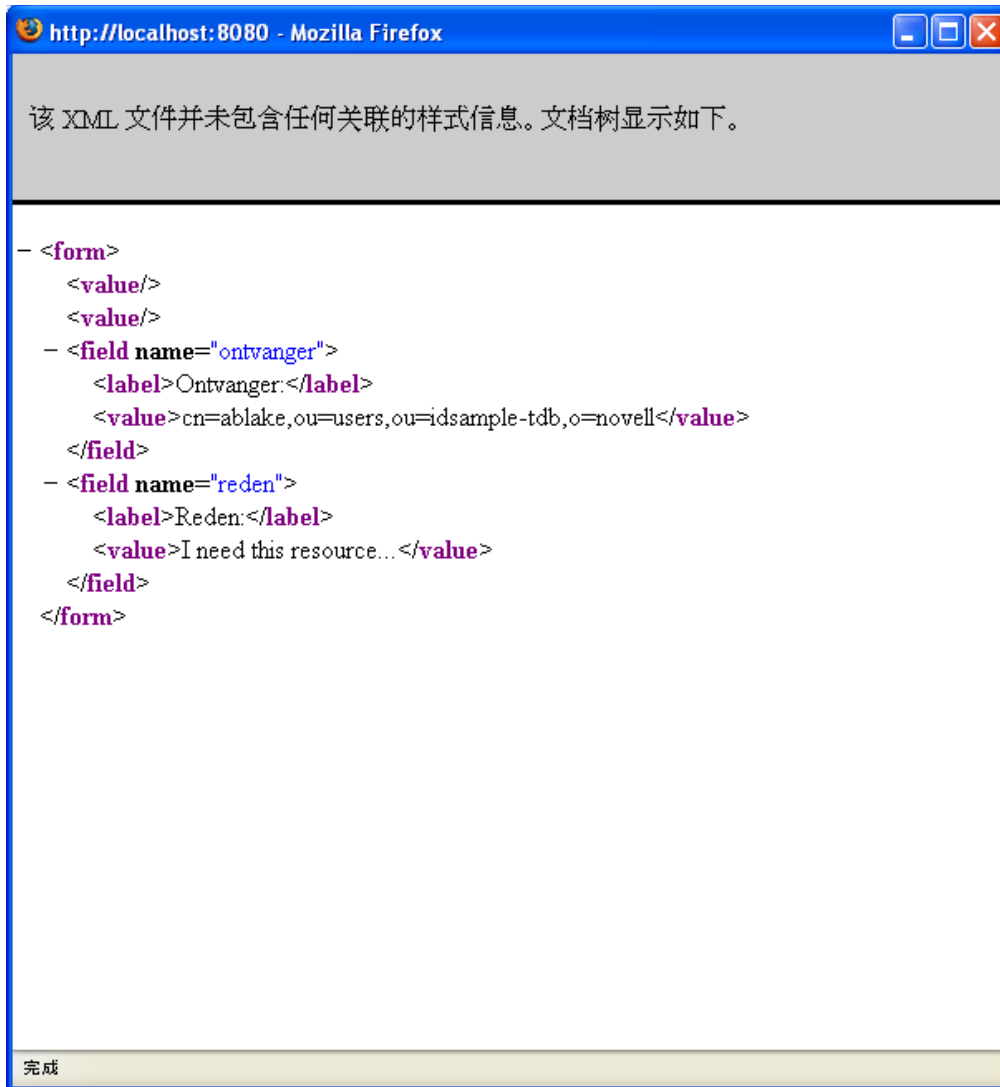 http://localhost:8080 - Mozilla Firefox
该 XML 文件并未包含任何关联的样式信息。文档树显示如下。
− <form>
<value/>
<value/>
− <field name="ontvanger">
<label>Ontvanger:</label>
<value>cn=ablake,ou=users,ou=idsample-tdb,o=novell</value>
</field>
− <field name="reden">
<label>Reden:</label>
<value>I need this resource...</value>
</field>
</form>
完成